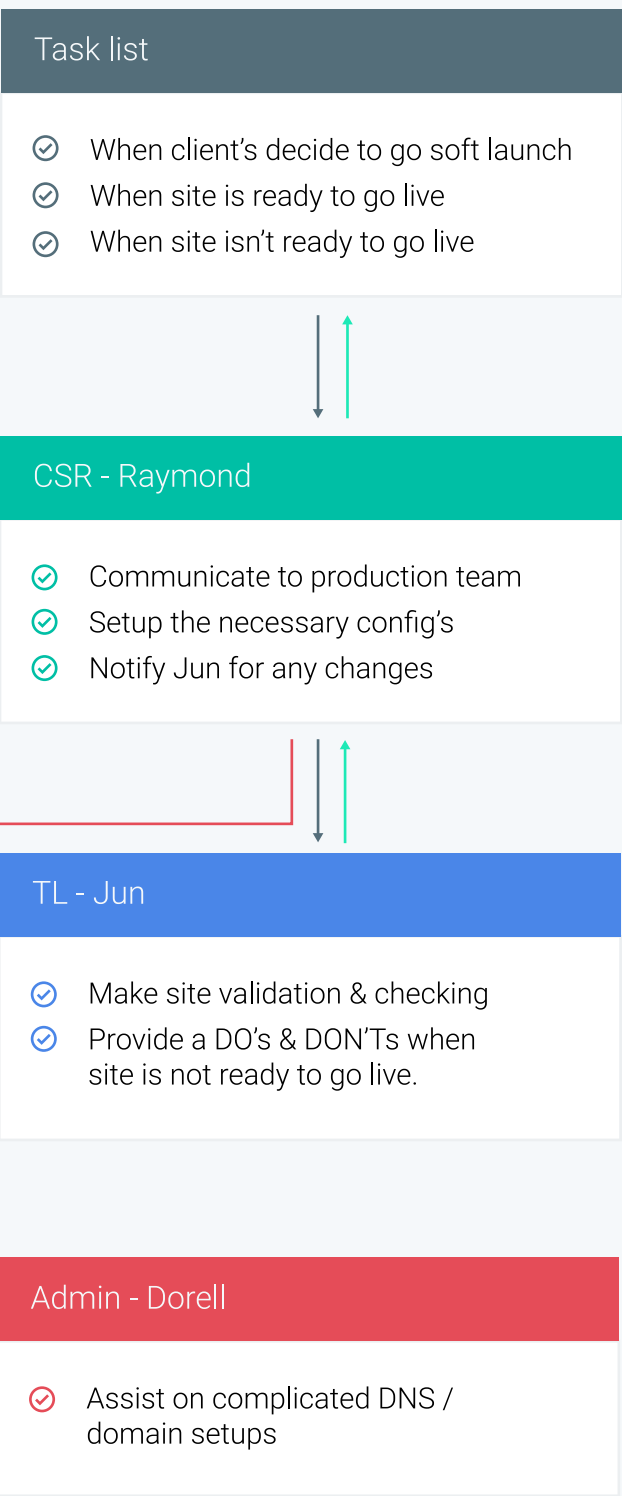 Task list
When client's decide to go soft launch
When site is ready to go live
When site isn't ready to go live
CSR - Raymond
Communicate to production team
Setup the necessary config's
Notify Jun for any changes
TL - Jun
Make site validation & checking
Provide a DO's & DON'Ts when
site is not ready to go live.
Admin - Dorell
Assist on complicated DNS /
domain setups